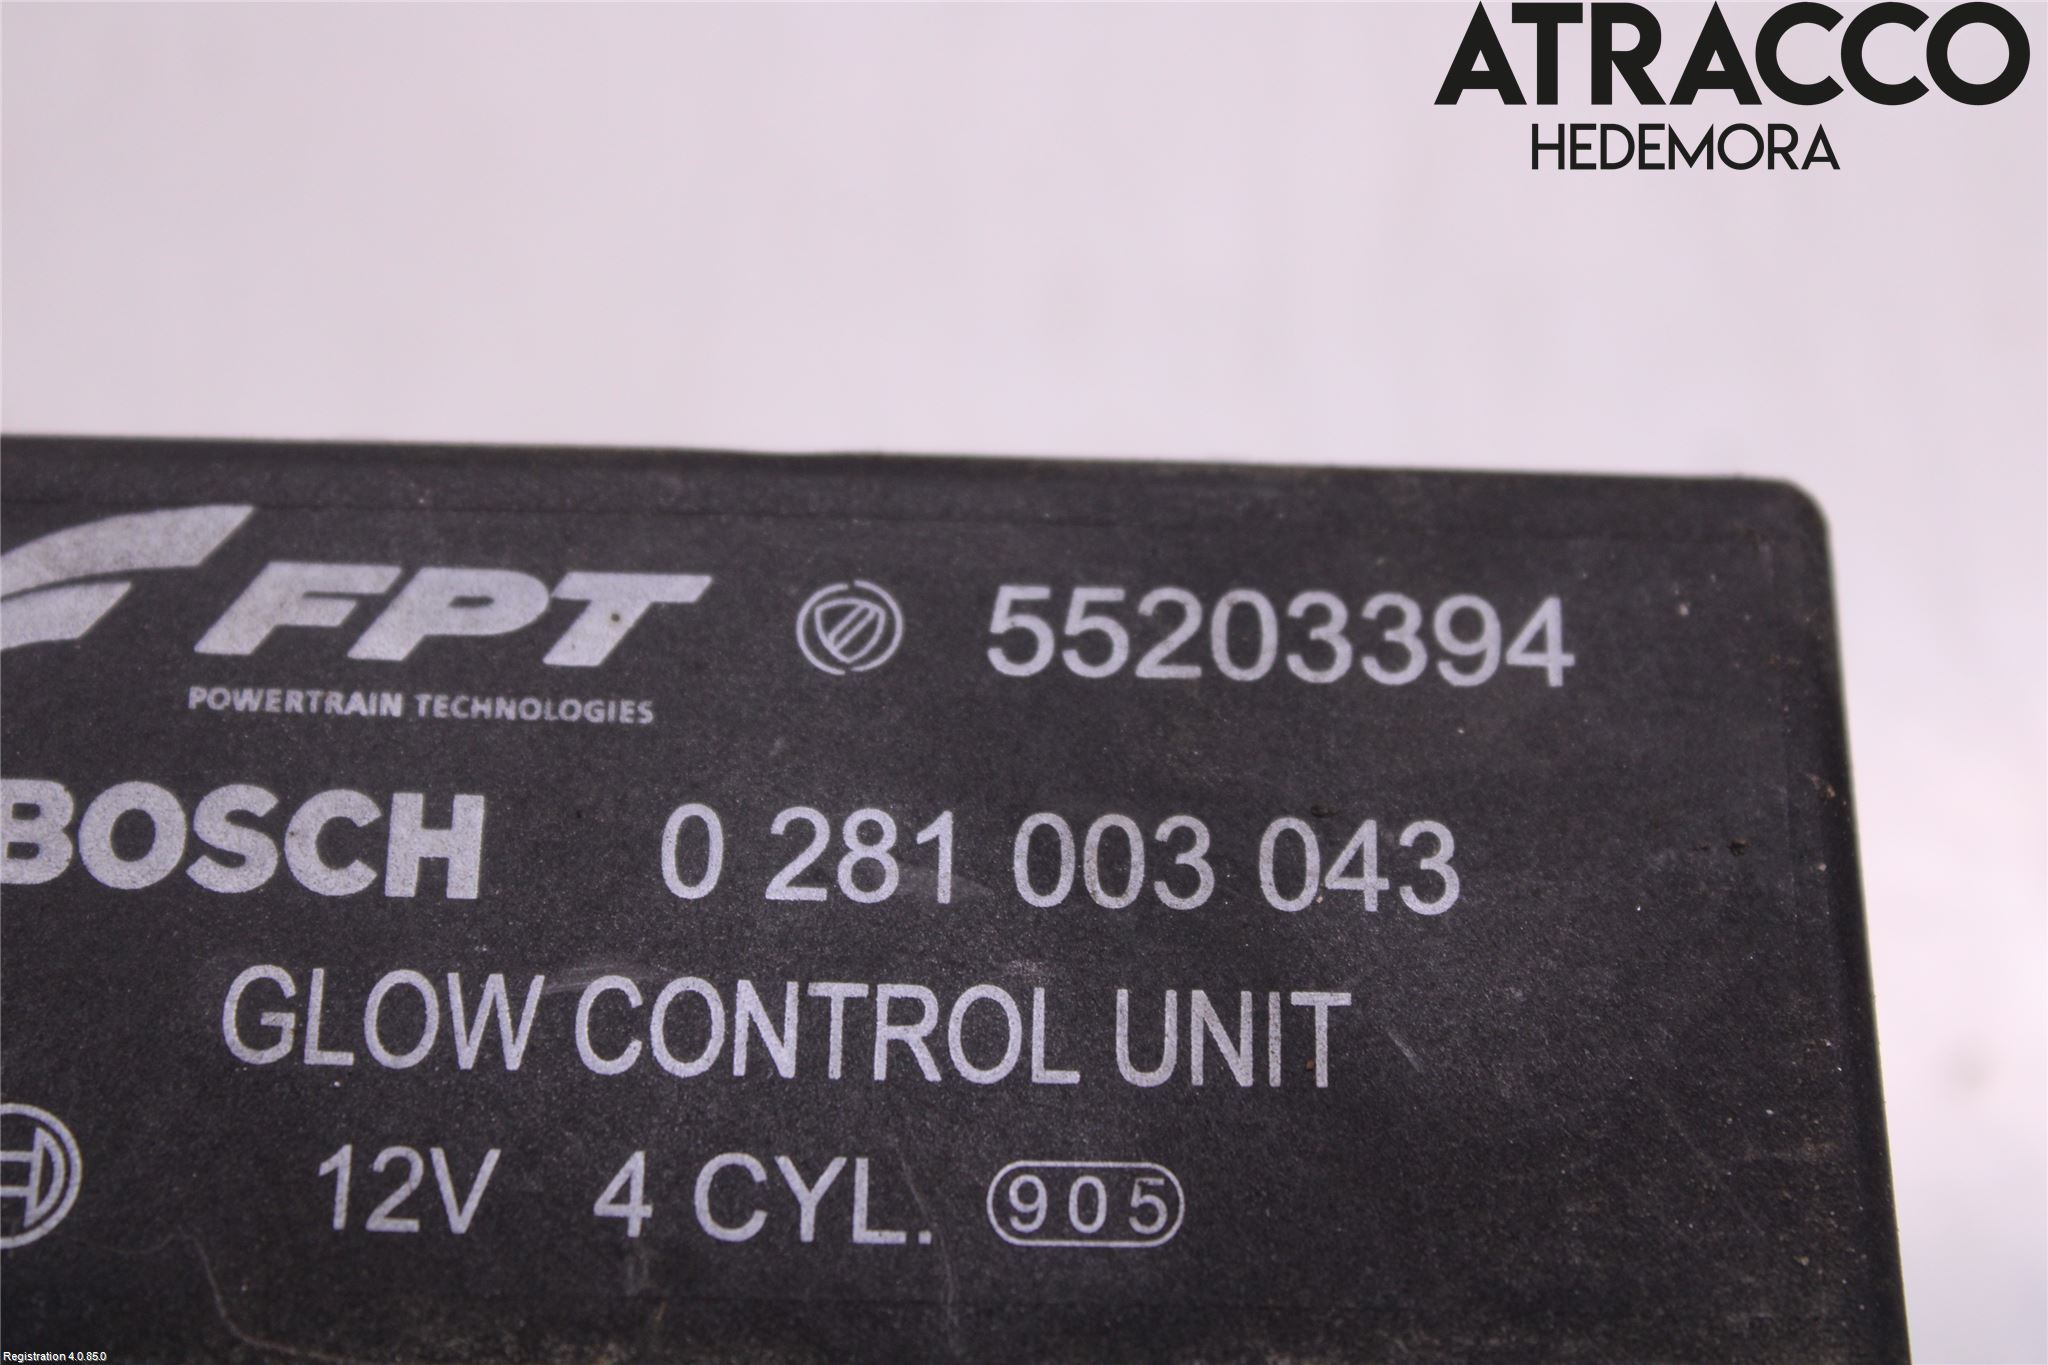 ATRACCO
HEDEMORA
FPT 55203394
POWERTRAIN TECHNOLOGIES
BOSCH 0 281 003 043
GLOW CONTROL UNIT
12V 4 CYL. 905
Registration 4.0.85.0